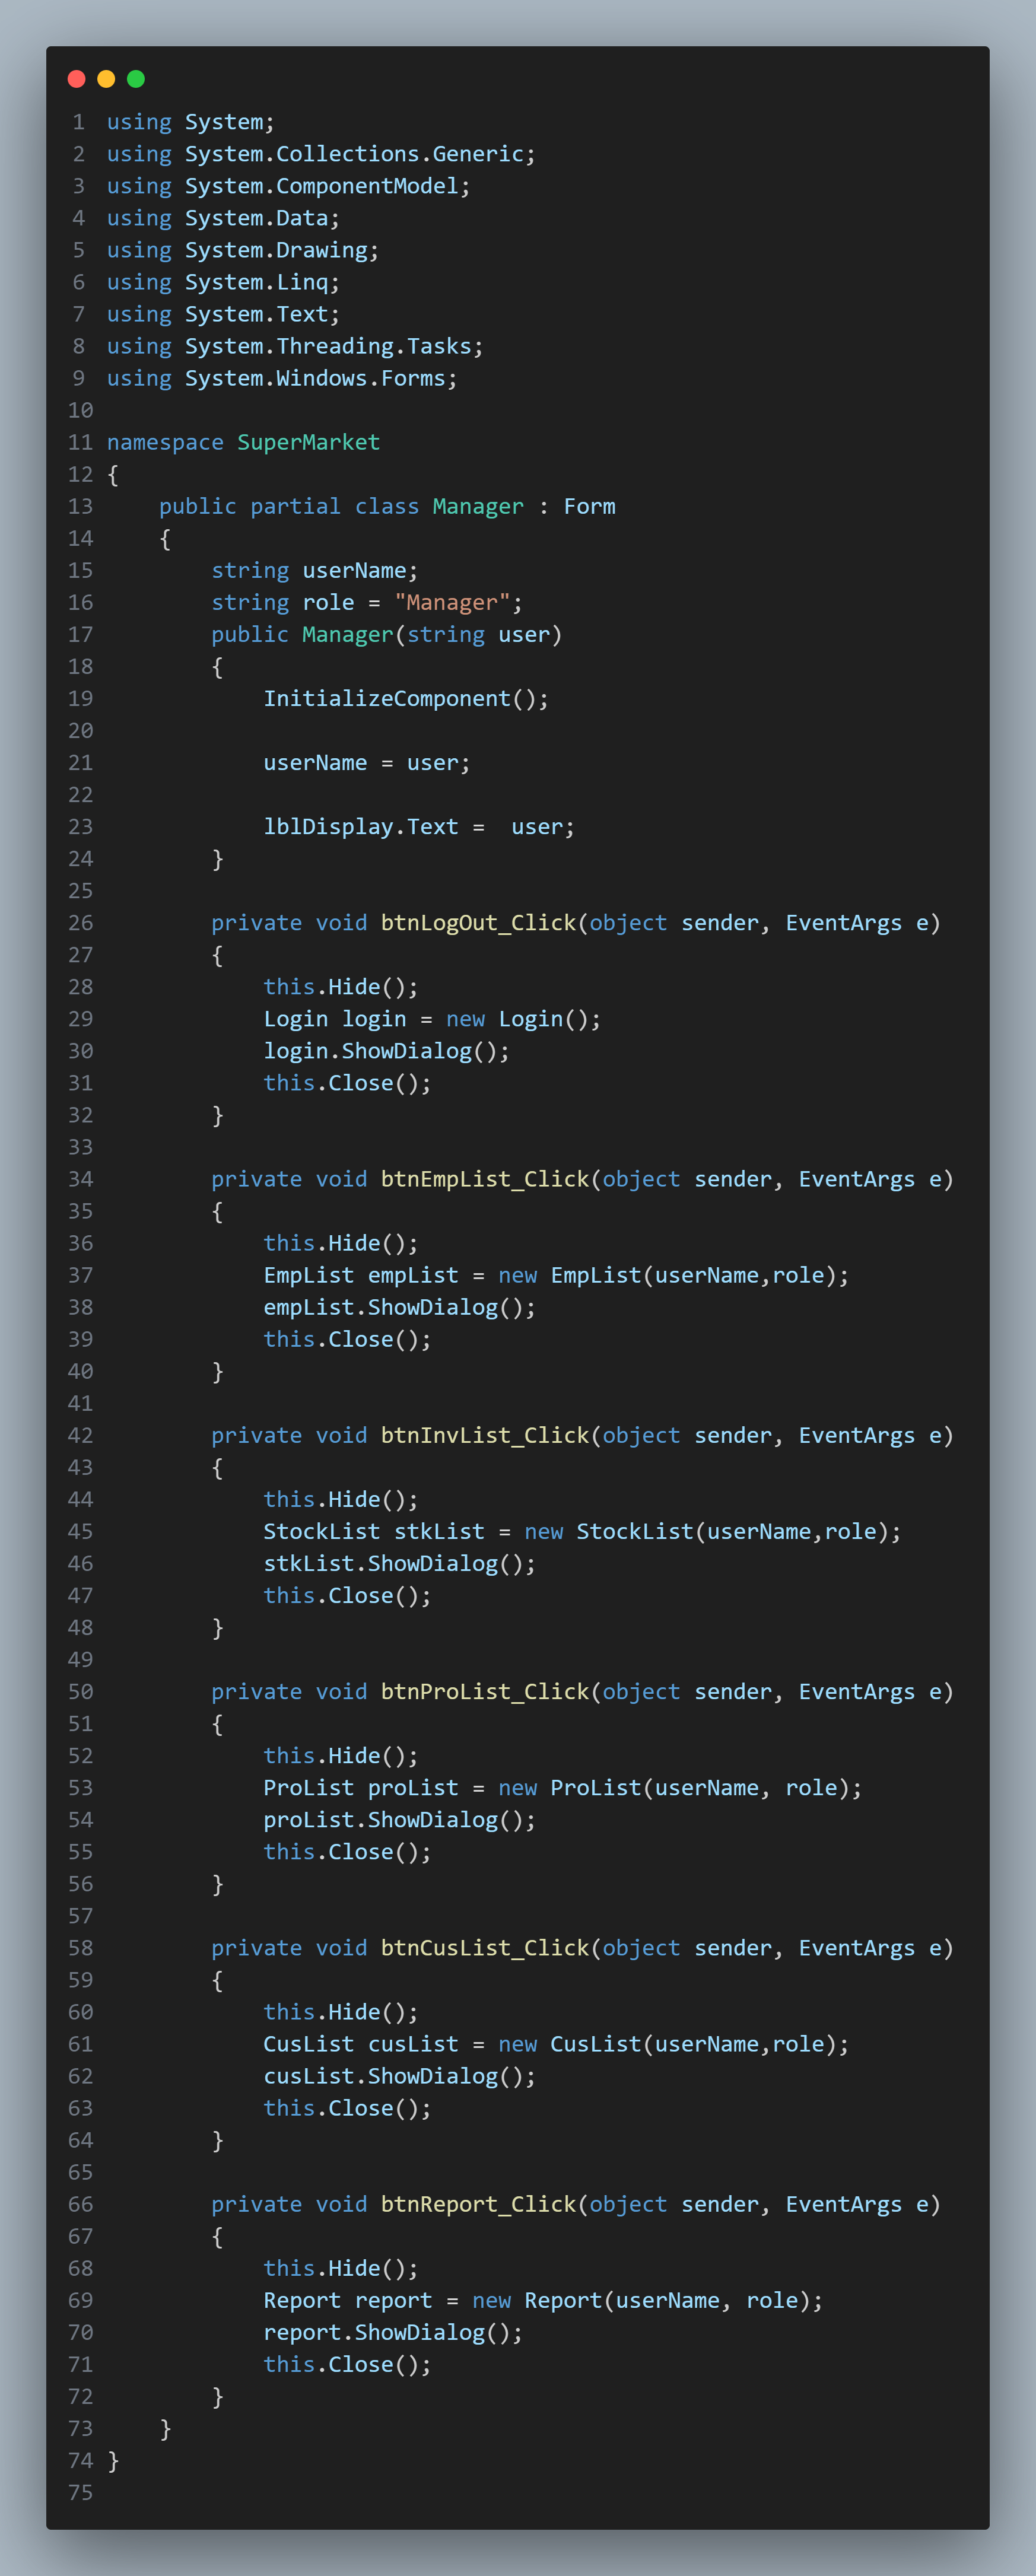 1 using System;
2 using System.Collections.Generic;
3 using System.ComponentModel;
4 using System.Data;
5 using System.Drawing;
6 using System.Linq;
7 using System.Text;
8 using System.Threading.Tasks;
9 using System.Windows.Forms;
10
11 namespace SuperMarket
12 {
13     public partial class Manager : Form
14     {
15         string userName;
16         string role = "Manager";
17         public Manager(string user)
18         {
19             InitializeComponent();
20
21             userName = user;
22
23             lblDisplay.Text =  user;
24         }
25
26         private void btnLogOut_Click(object sender, EventArgs e)
27         {
28             this.Hide();
29             Login login = new Login();
30             login.ShowDialog();
31             this.Close();
32         }
33
34         private void btnEmpList_Click(object sender, EventArgs e)
35         {
36             this.Hide();
37             EmpList empList = new EmpList(userName,role);
38             empList.ShowDialog();
39             this.Close();
40         }
41
42         private void btnInvList_Click(object sender, EventArgs e)
43         {
44             this.Hide();
45             StockList stkList = new StockList(userName,role);
46             stkList.ShowDialog();
47             this.Close();
48         }
49
50         private void btnProList_Click(object sender, EventArgs e)
51         {
52             this.Hide();
53             ProList proList = new ProList(userName, role);
54             proList.ShowDialog();
55             this.Close();
56         }
57
58         private void btnCusList_Click(object sender, EventArgs e)
59         {
60             this.Hide();
61             CusList cusList = new CusList(userName,role);
62             cusList.ShowDialog();
63             this.Close();
64         }
65
66         private void btnReport_Click(object sender, EventArgs e)
67         {
68             this.Hide();
69             Report report = new Report(userName, role);
70             report.ShowDialog();
71             this.Close();
72         }
73     }
74 }
75